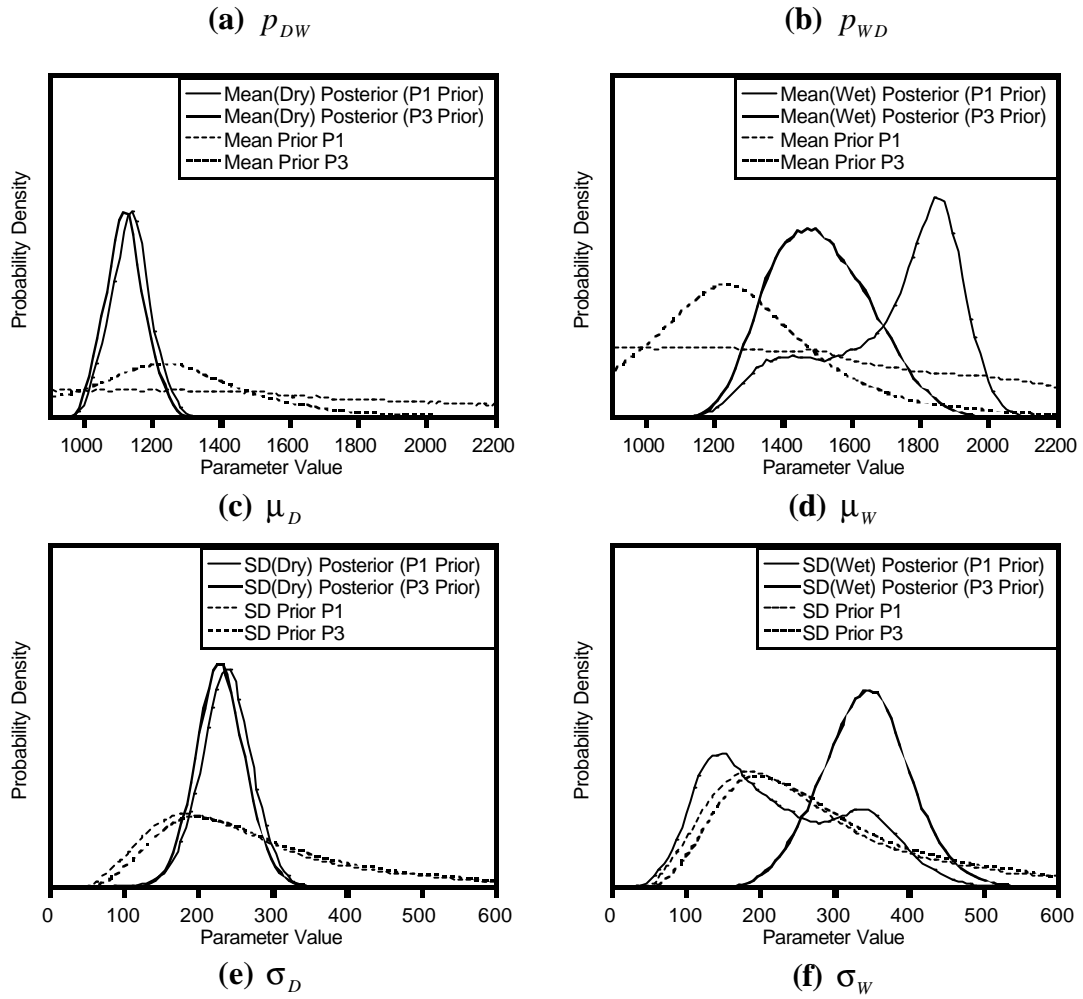 (a) p_DW
(b) p_WD
Mean(Dry) Posterior (P1 Prior)
Mean(Dry) Posterior (P3 Prior)
Mean Prior P1
Mean Prior P3
Probability Density
1000 1200 1400 1600 1800 2000 2200
Parameter Value
(c) μ_D
Mean(Wet) Posterior (P1 Prior)
Mean(Wet) Posterior (P3 Prior)
Mean Prior P1
Mean Prior P3
Probability Density
1000 1200 1400 1600 1800 2000 2200
Parameter Value
(d) μ_W
SD(Dry) Posterior (P1 Prior)
SD(Dry) Posterior (P3 Prior)
SD Prior P1
SD Prior P3
Probability Density
0 100 200 300 400 500 600
Parameter Value
(e) σ_D
SD(Wet) Posterior (P1 Prior)
SD(Wet) Posterior (P3 Prior)
SD Prior P1
SD Prior P3
Probability Density
0 100 200 300 400 500 600
Parameter Value
(f) σ_W